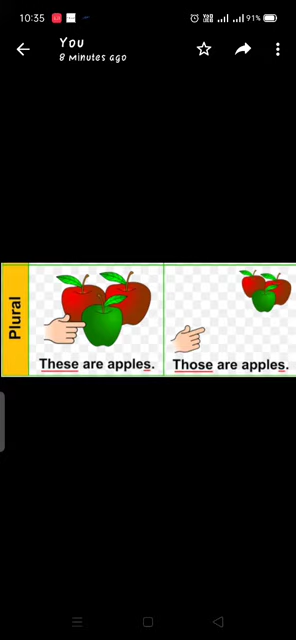 10:35
91%
You
8 minutes ago
Plural
These are apples.
Those are apples.